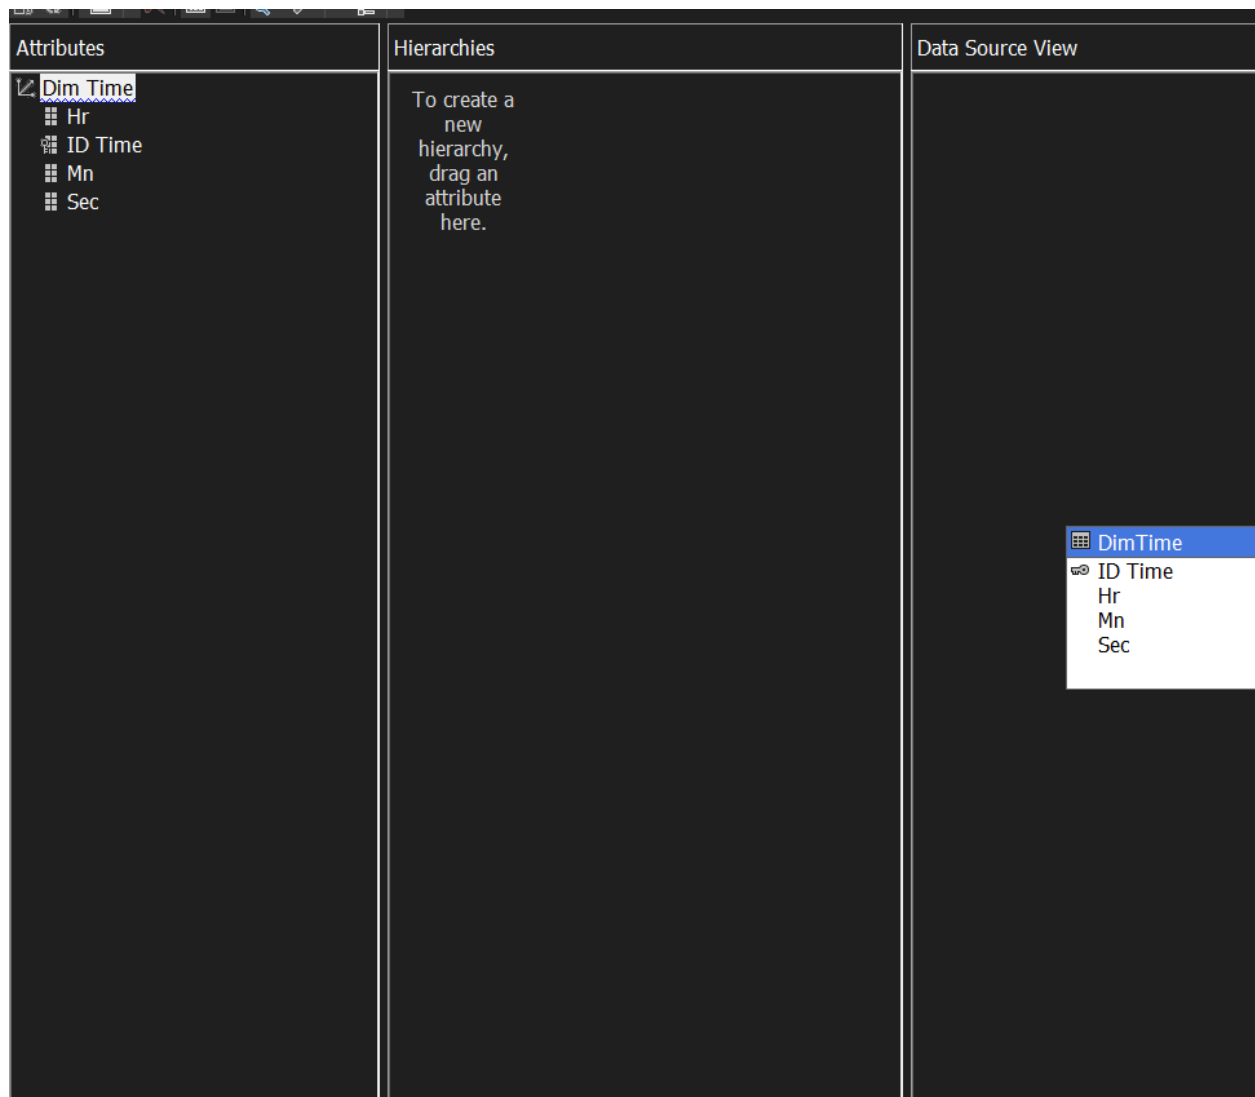 Attributes
Hierarchies
Data Source View
Dim Time
Hr
ID Time
Mn
Sec
To create a
new
hierarchy,
drag an
attribute
here.
DimTime
ID Time
Hr
Mn
Sec